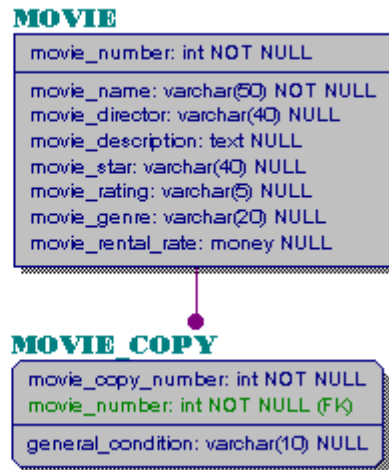 MOVIE
movie_number: int NOT NULL
movie_name: varchar(50) NOT NULL
movie_director: varchar(40) NULL
movie_description: text NULL
movie_star: varchar(40) NULL
movie_rating: varchar(5) NULL
movie_genre: varchar(20) NULL
movie_rental_rate: money NULL
MOVIE_COPY
movie_copy_number: int NOT NULL
movie_number: int NOT NULL (FK)
general_condition: varchar(10) NULL